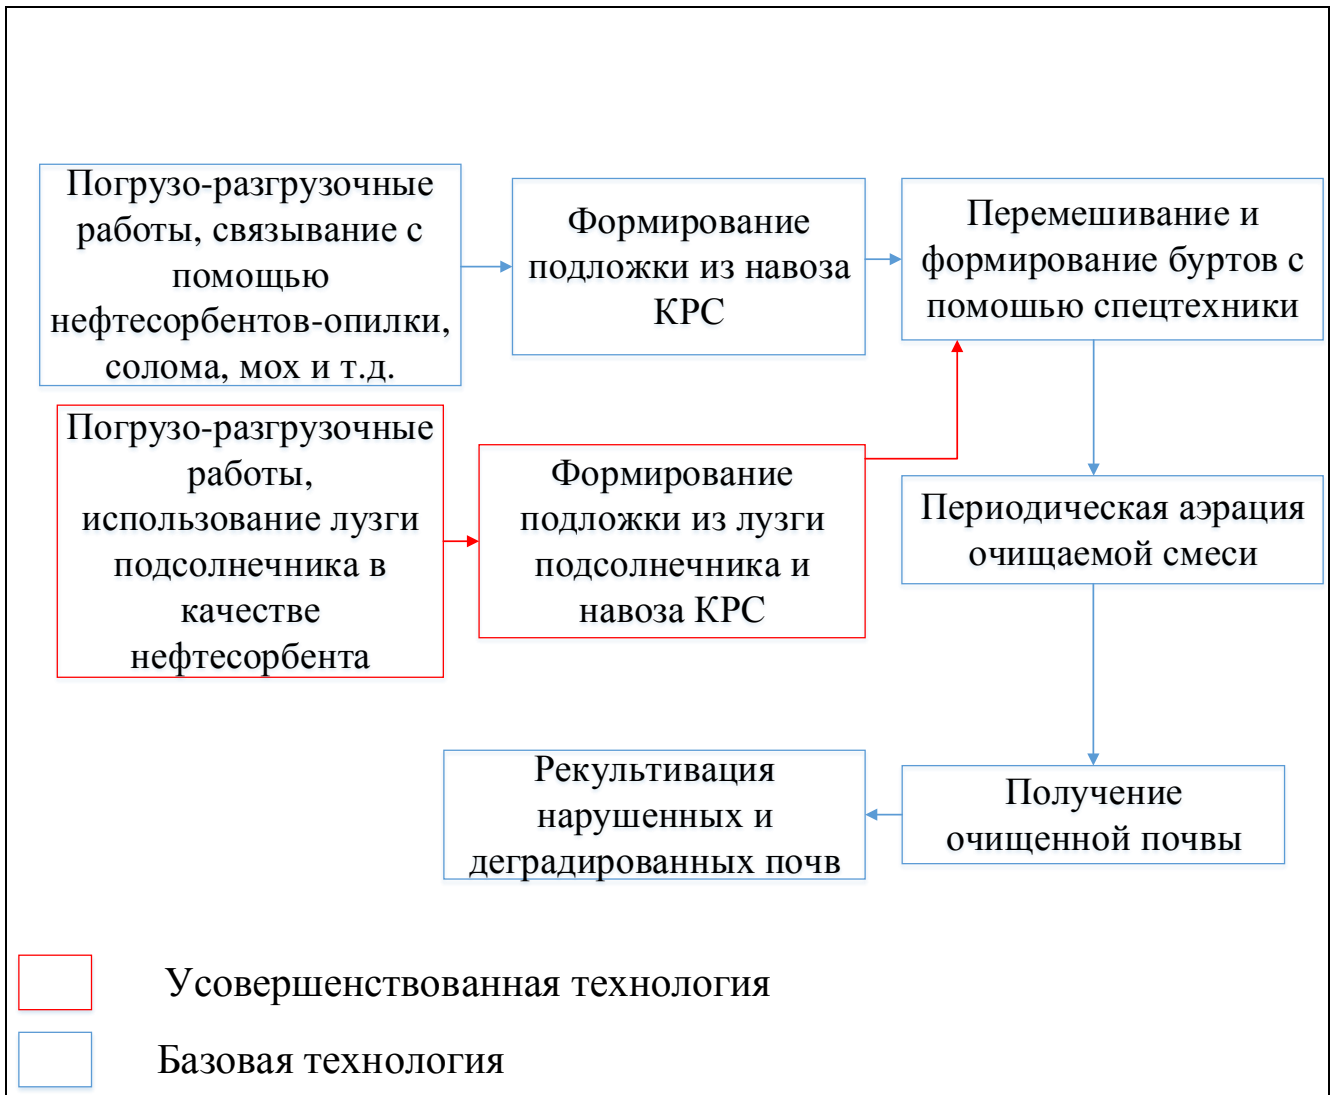 Погрузо-разгрузочные
работы, связывание с
помощью
нефтесорбентов-опилки,
солома, мох и т.д.
Формирование
подложки из навоза
КРС
Перемешивание и
формирование буртов с
помошью спецтехники
Погрузо-разгрузочные
работы,
использование лузги
подсолнечника в
качестве
нефтесорбента
Формирование
подложки из лузги
подсолнечника и
навоза КРС
Периодическая аэрация
очищаемой смеси
Рекультивация
нарушенных и
деградированных почв
Получение
очищенной почвы
Усовершенствованная технология
Базовая технология